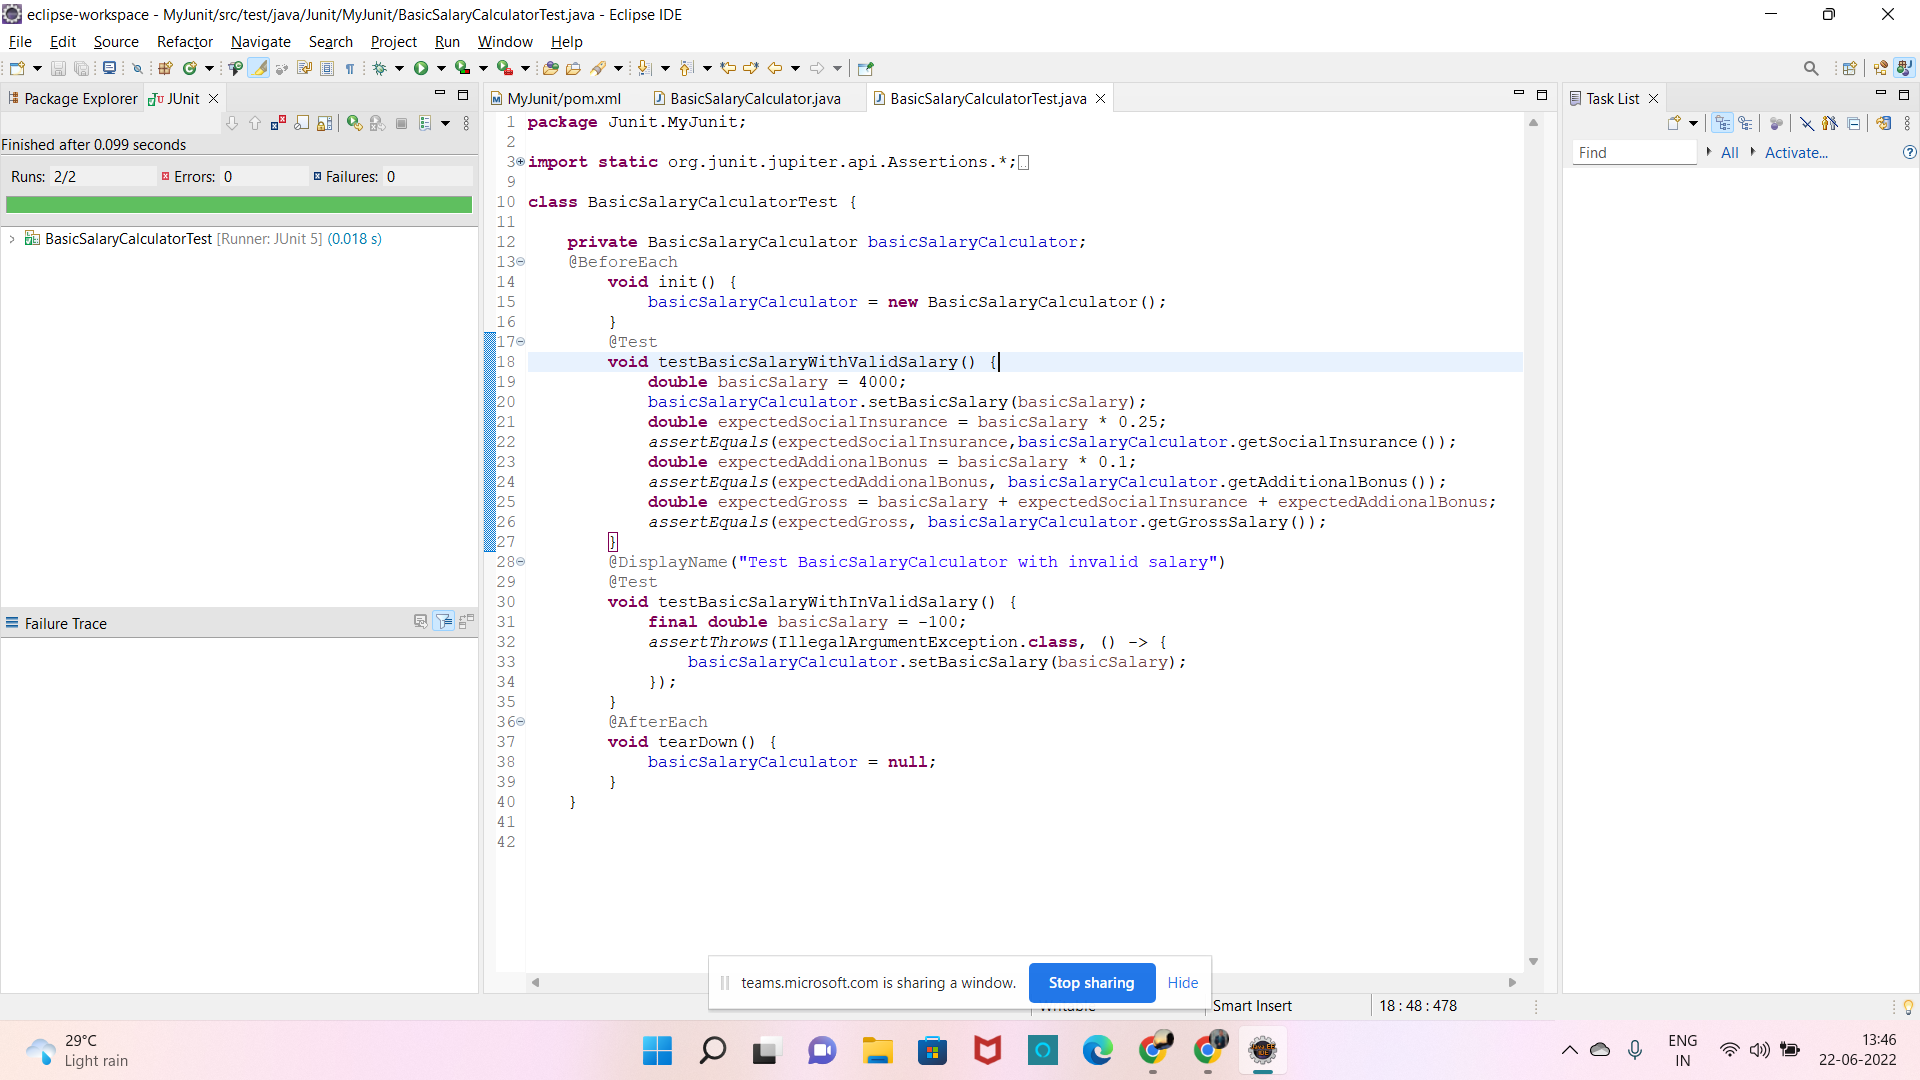 eclipse-workspace - MyJunit/src/test/java/Junit/MyJunit/BasicSalaryCalculatorTest.java - Eclipse IDE
File Edit Source Refactor Navigate Search Project Run Window Help
Package Explorer JUnit
Finished after 0.099 seconds
Runs: 2/2 Errors: 0 Failures: 0
BasicSalaryCalculatorTest [Runner: JUnit 5] (0.018 s)
Failure Trace
MyJunit/pom.xml BasicSalaryCalculator.java BasicSalaryCalculatorTest.java
1 package Junit.MyJunit;
2
3 import static org.junit.jupiter.api.Assertions.*;
9
10 class BasicSalaryCalculatorTest {
11
12 private BasicSalaryCalculator basicSalaryCalculator;
13 @BeforeEach
14 void init() {
15 basicSalaryCalculator = new BasicSalaryCalculator();
16 }
17 @Test
18 void testBasicSalaryWithValidSalary() {
19 double basicSalary = 4000;
20 basicSalaryCalculator.setBasicSalary(basicSalary);
21 double expectedSocialInsurance = basicSalary * 0.25;
22 assertEquals(expectedSocialInsurance,basicSalaryCalculator.getSocialInsurance());
23 double expectedAddionalBonus = basicSalary * 0.1;
24 assertEquals(expectedAddionalBonus, basicSalaryCalculator.getAdditionalBonus());
25 double expectedGross = basicSalary + expectedSocialInsurance + expectedAddionalBonus;
26 assertEquals(expectedGross, basicSalaryCalculator.getGrossSalary());
27 }
28 @DisplayName("Test BasicSalaryCalculator with invalid salary")
29 @Test
30 void testBasicSalaryWithInValidSalary() {
31 final double basicSalary = -100;
32 assertThrows(IllegalArgumentException.class, () -> {
33 basicSalaryCalculator.setBasicSalary(basicSalary);
34 });
35 }
36 @AfterEach
37 void tearDown() {
38 basicSalaryCalculator = null;
39 }
40 }
41
42
Task List
Find All Activate...
teams.microsoft.com is sharing a window. Stop sharing Hide
Writable Smart Insert 18 : 48 : 478
29°C
Light rain
ENG
IN
13:46
22-06-2022